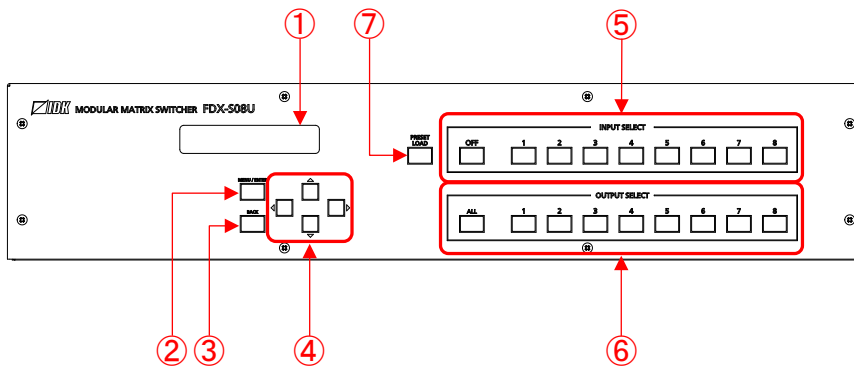 ① ⑦ ⑤
IDK MODULAR MATRIX SWITCHER FDX-S08U
PRESET
LOAD
INPUT SELECT
OFF 1 2 3 4 5 6 7 8
MENU / ENTER
BACK
OUTPUT SELECT
ALL 1 2 3 4 5 6 7 8
② ③ ④ ⑥